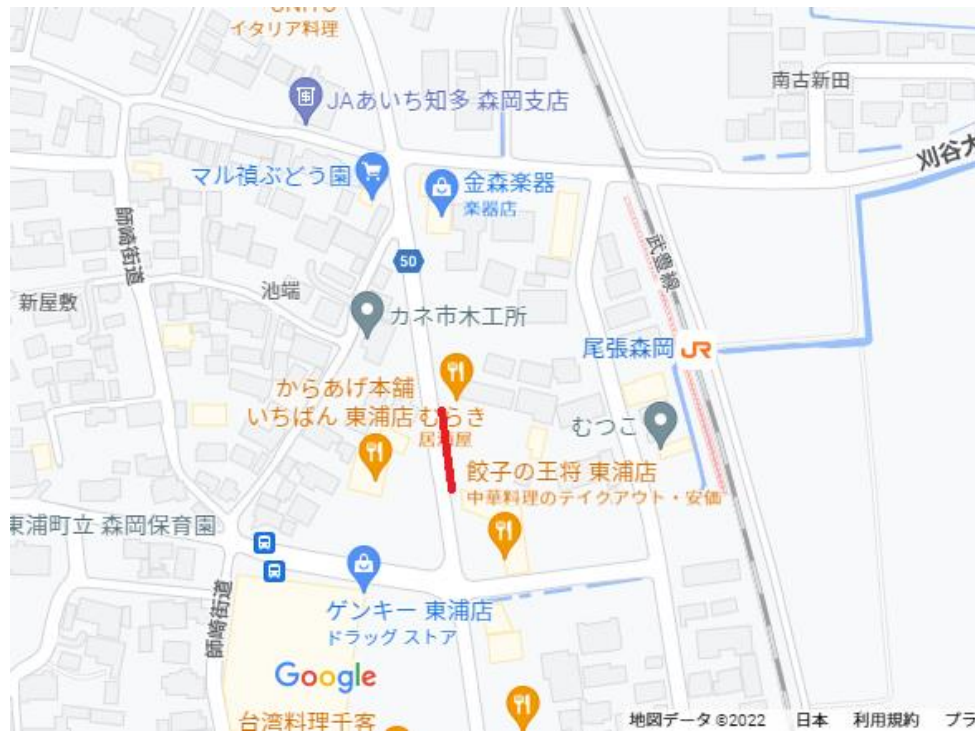 イタリア料理
JAあいち知多 森岡支店
南古新田
マル禎ぶどう園
金森楽器
楽器店
刈谷大
師崎街道
武豊線
50
新屋敷
池端
カネ市木工所
尾張森岡
JR
からあげ本舗
いちばん 東浦店
むらき
むつこ
餃子の王将 東浦店
中華料理のテイクアウト・安価
東浦町立 森岡保育園
師崎街道
ゲンキー 東浦店
ドラッグ ストア
Google
台湾料理千客
地図データ ©2022
日本
利用規約
プラ